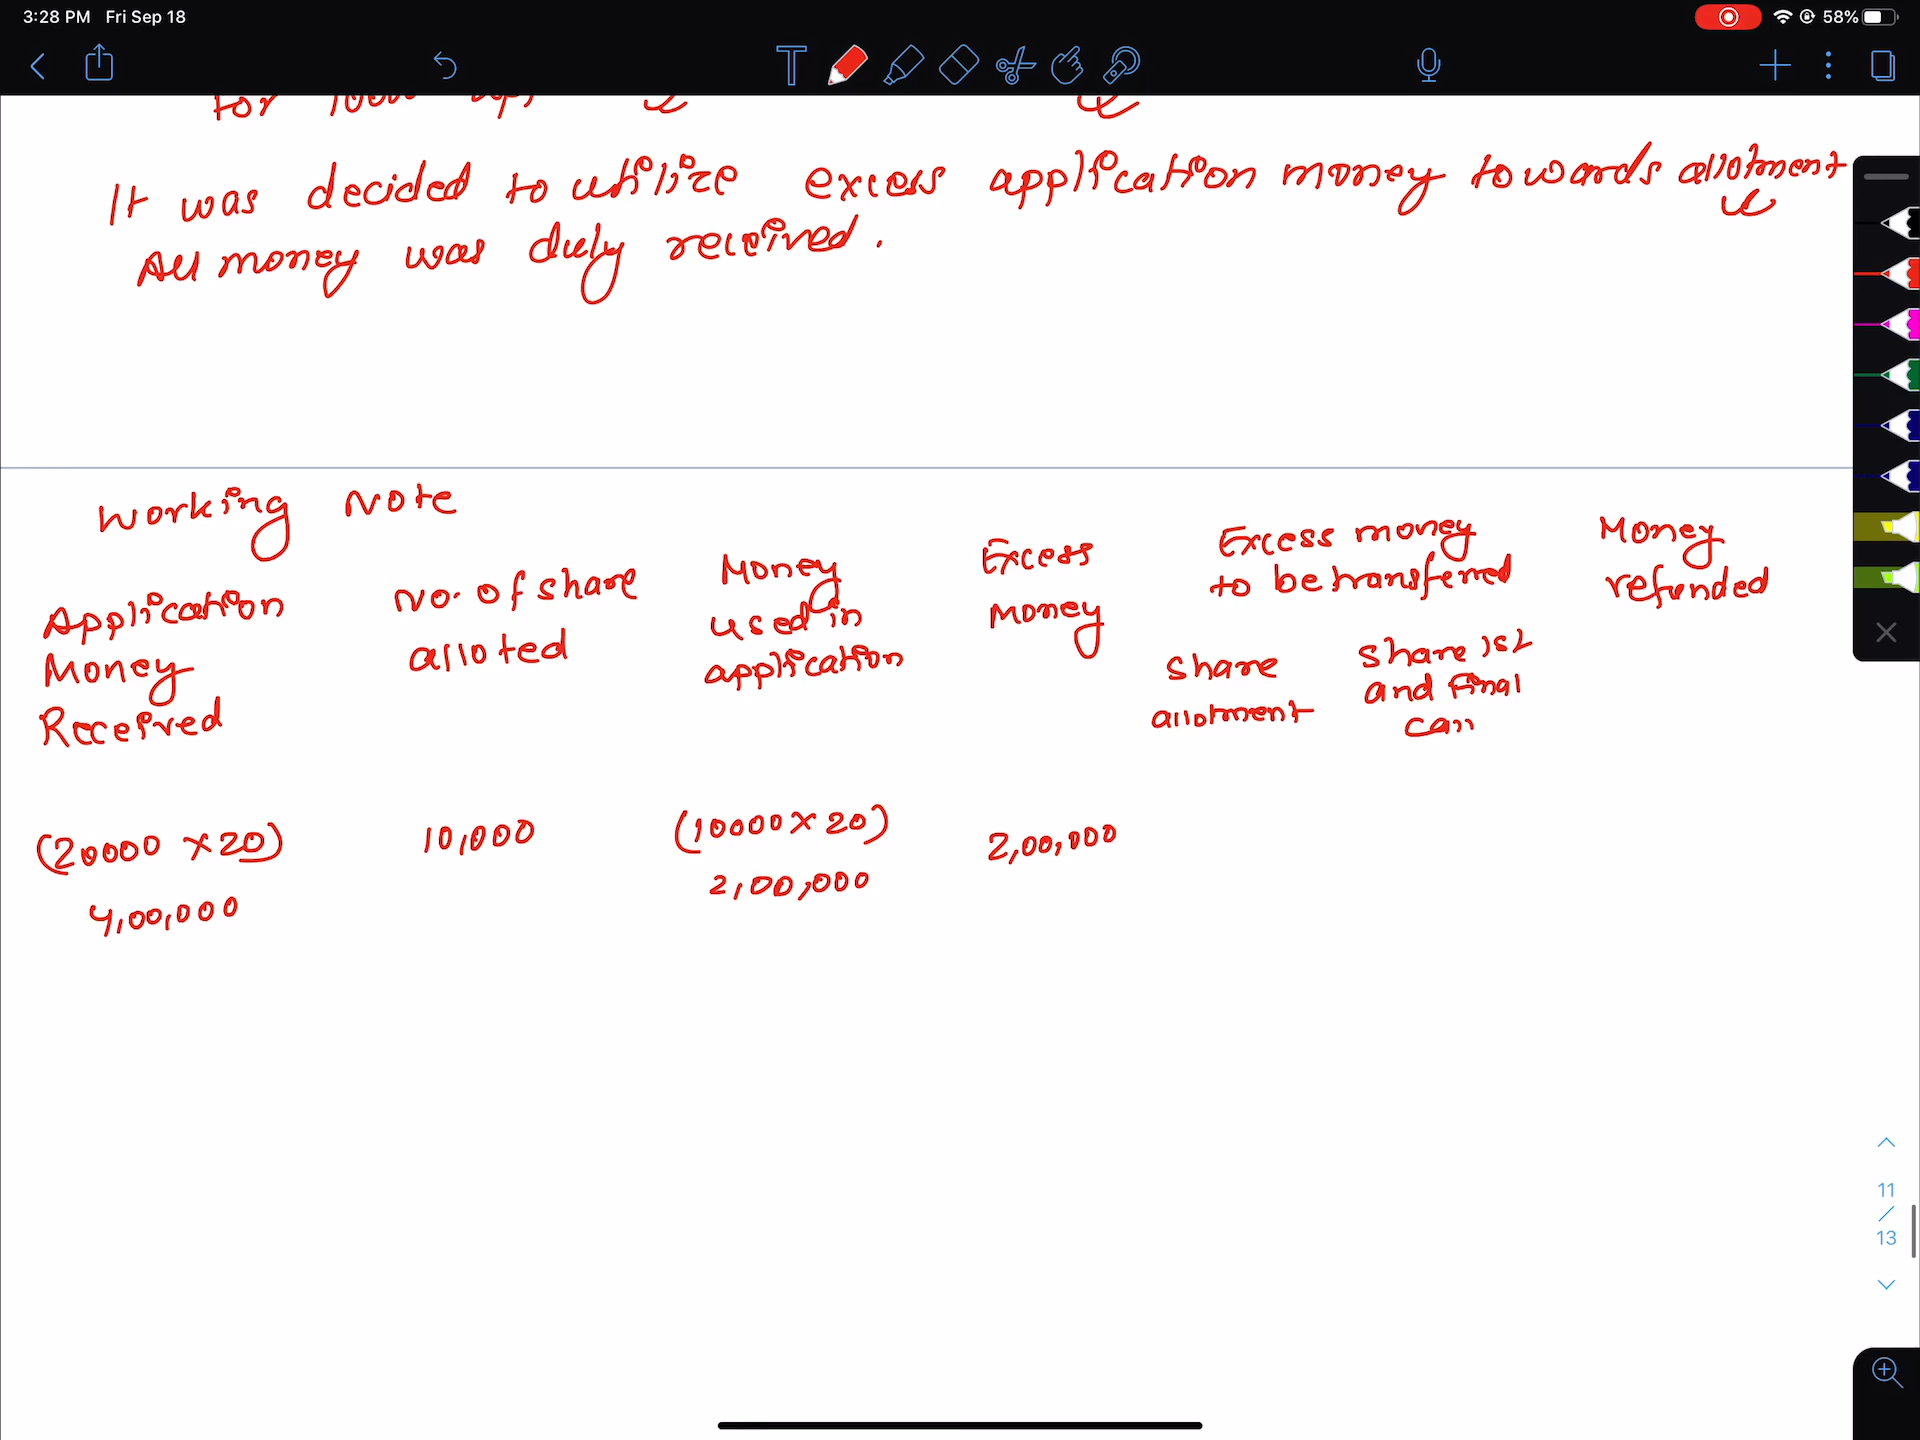 3:28 PM Fri Sep 18
58%
for 1000
It was decided to utilize excess application money towards allotment
All money was duly received.
Working Note
Application Money Received
No. of share alloted
Money used in application
Excess Money
Excess money to be transferred
Share allotment
Share 1st and final call
Money refunded
(20000 × 20)
4,00,000
10,000
(10000 × 20)
2,00,000
2,00,000
11
/
13